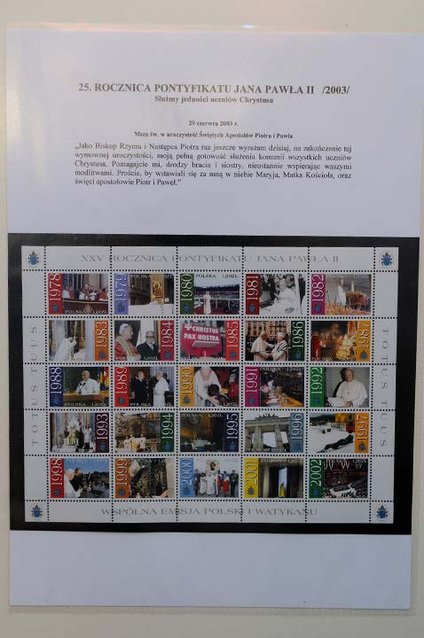 25. ROCZNICA PONTYFIKATU JANA PAWŁA II /2003/
Służmy jedności uczniów Chrystusa
29 czerwca 2003 r.
Msza św. w uroczystość Świętych Apostołów Piotra i Pawła
„Jako Biskup Rzymu i Następca Piotra raz jeszcze wyrażam dzisiaj, na zakończenie tej
wymownej uroczystości, moją pełną gotowość służenia komunii wszystkich uczniów
Chrystusa. Pomagajcie mi, drodzy bracia i siostry, nieustannie wspierając waszymi
modlitwami. Proście, by wstawiali się za mną w niebie Maryja, Matka Kościoła, oraz
święci apostołowie Piotr i Paweł."
XXV ROCZNICA PONTYFIKATU JANA PAWŁA II
TOTUS TUUS
TOTUS TUUS
1978 1979 1980 1981 1982
1983 1984 1985 1986 1987
CHRISTUS
PAX NOSTRA
1988 1989 1990 1991 1992
1993 1994 1995 1996 1997
1998 1999 2000 2001 2002
WSPÓLNA EMISJA POLSKI I WATYKANU